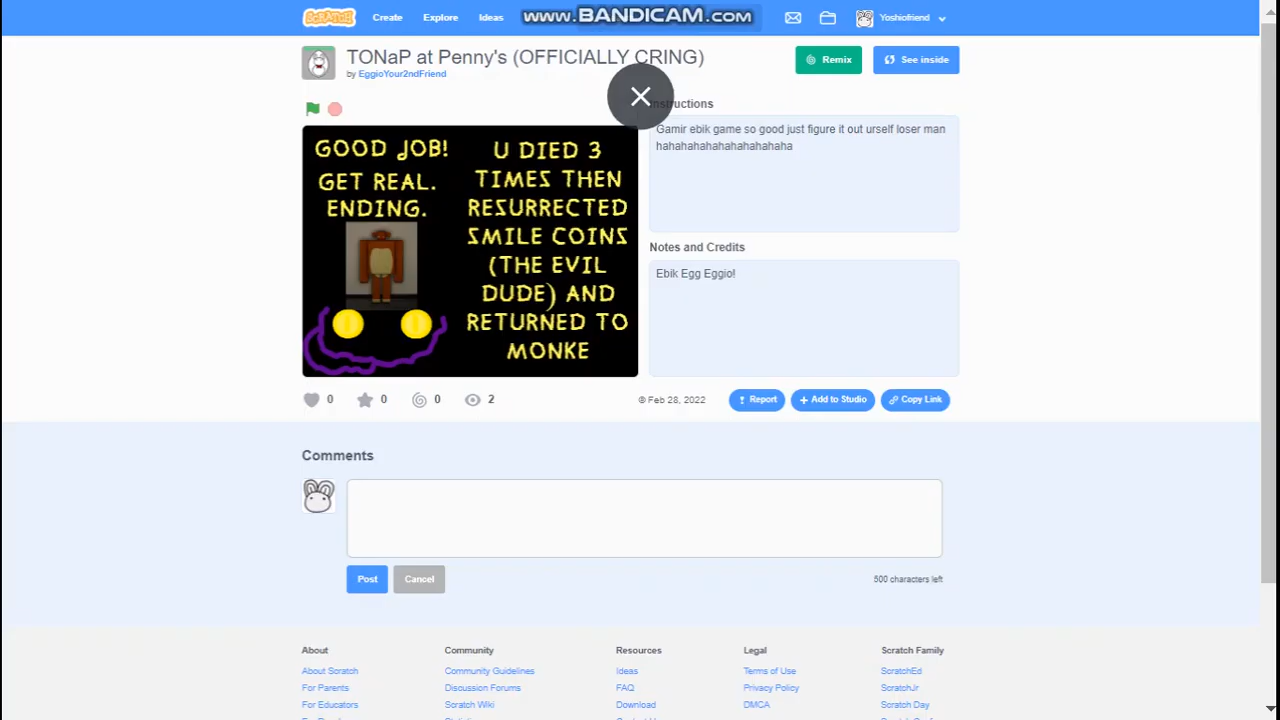 SCRATCH
Create
Explore
Ideas
WWW.BANDICAM.COM
Yoshiofriend
TONaP at Penny's (OFFICIALLY CRING)
by EggioYour2ndFriend
Remix
See inside
GOOD JOB!
GET REAL.
ENDING.
U DIED 3
TIMES THEN
RESURRECTED
SMILE COINS
(THE EVIL
DUDE) AND
RETURNED TO
MONKE
Instructions
Gamir ebik game so good just figure it out urself loser man
hahahahahahahahahaha
Notes and Credits
Ebik Egg Eggio!
0
0
0
2
© Feb 28, 2022
Report
Add to Studio
Copy Link
Comments
Post
Cancel
500 characters left
About
About Scratch
For Parents
For Educators
Community
Community Guidelines
Discussion Forums
Scratch Wiki
Resources
Ideas
FAQ
Download
Legal
Terms of Use
Privacy Policy
DMCA
Scratch Family
ScratchEd
ScratchJr
Scratch Day